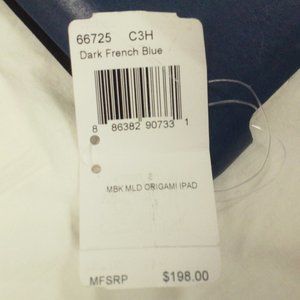 66725 C3H
Dark French Blue
8 86382 90733 1
MBK MLD ORIGAMI IPAD
MFSRP $198.00